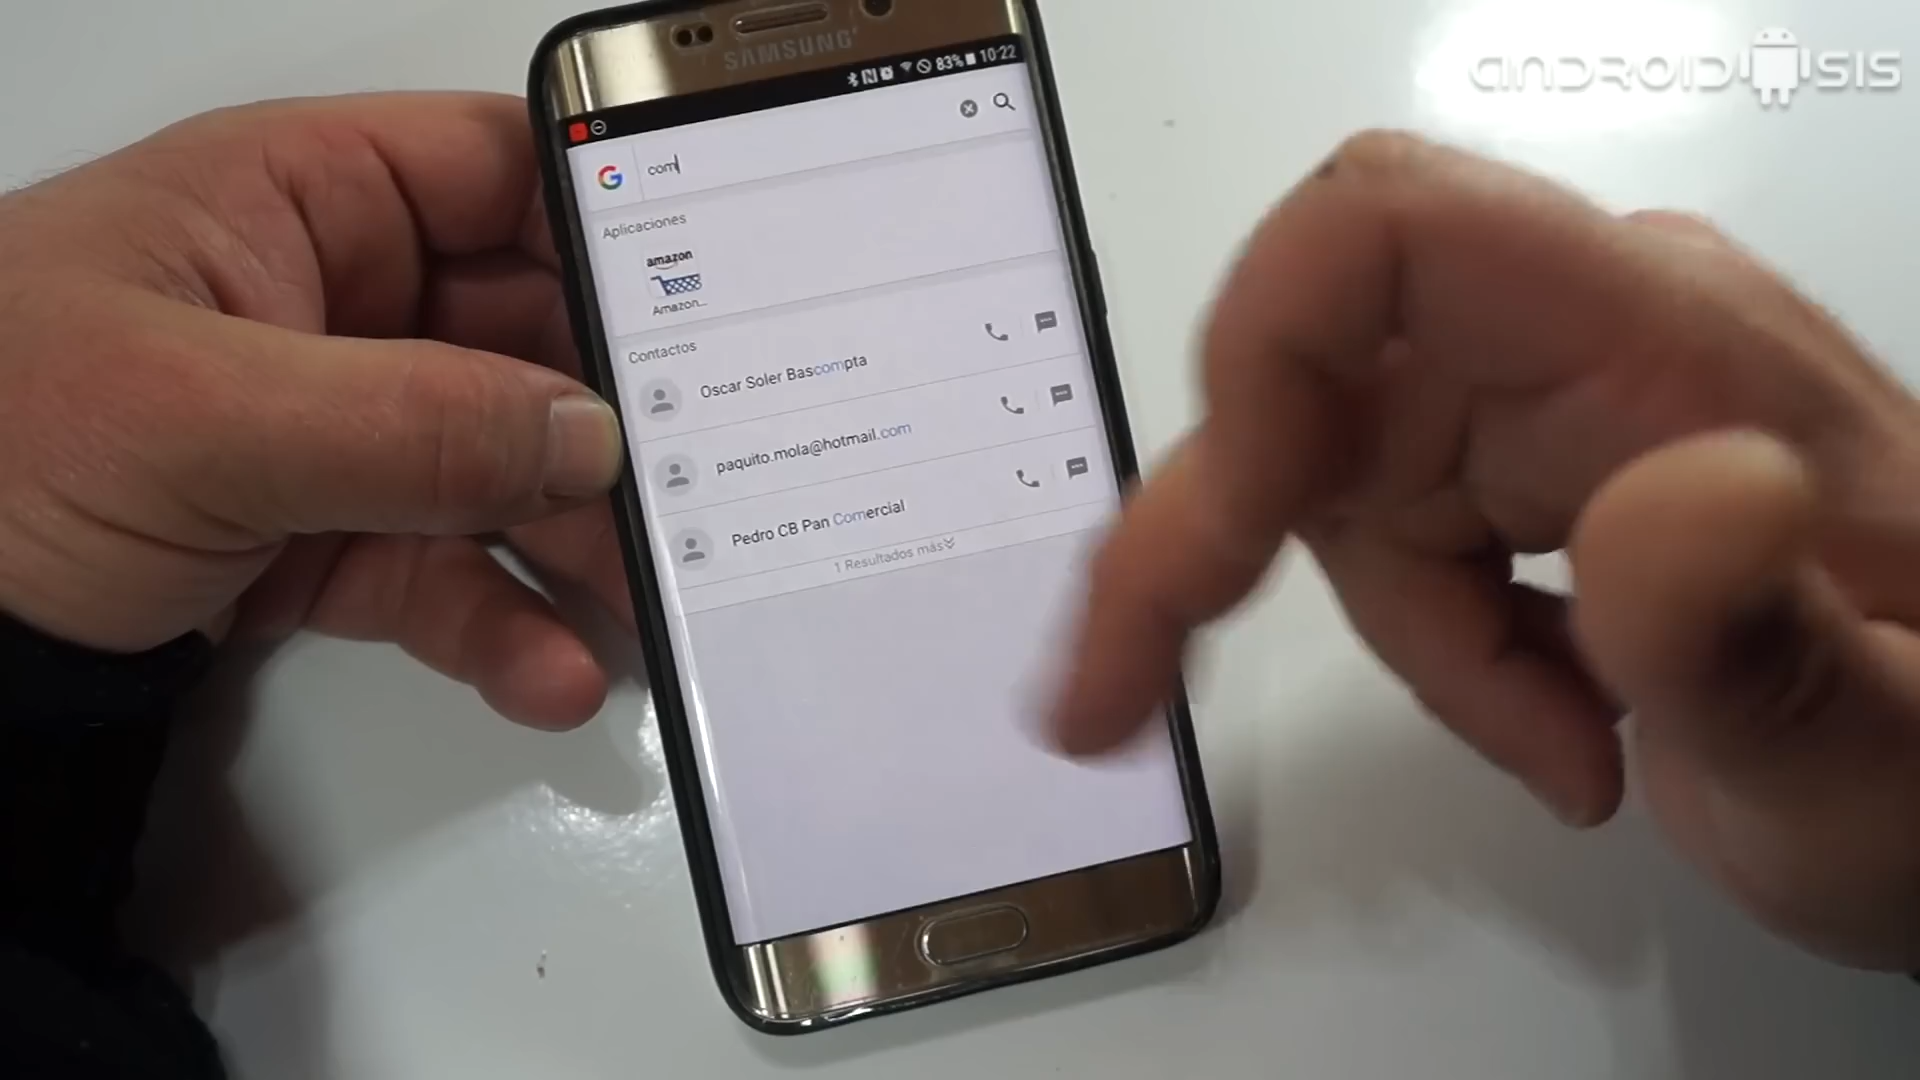 ANDROIDSIS
SAMSUNG
83% 10:22
com
Aplicaciones
amazon
Amazon...
Contactos
Oscar Soler Bascompta
paquito.mola@hotmail.com
Pedro CB Pan Comercial
1 Resultados más